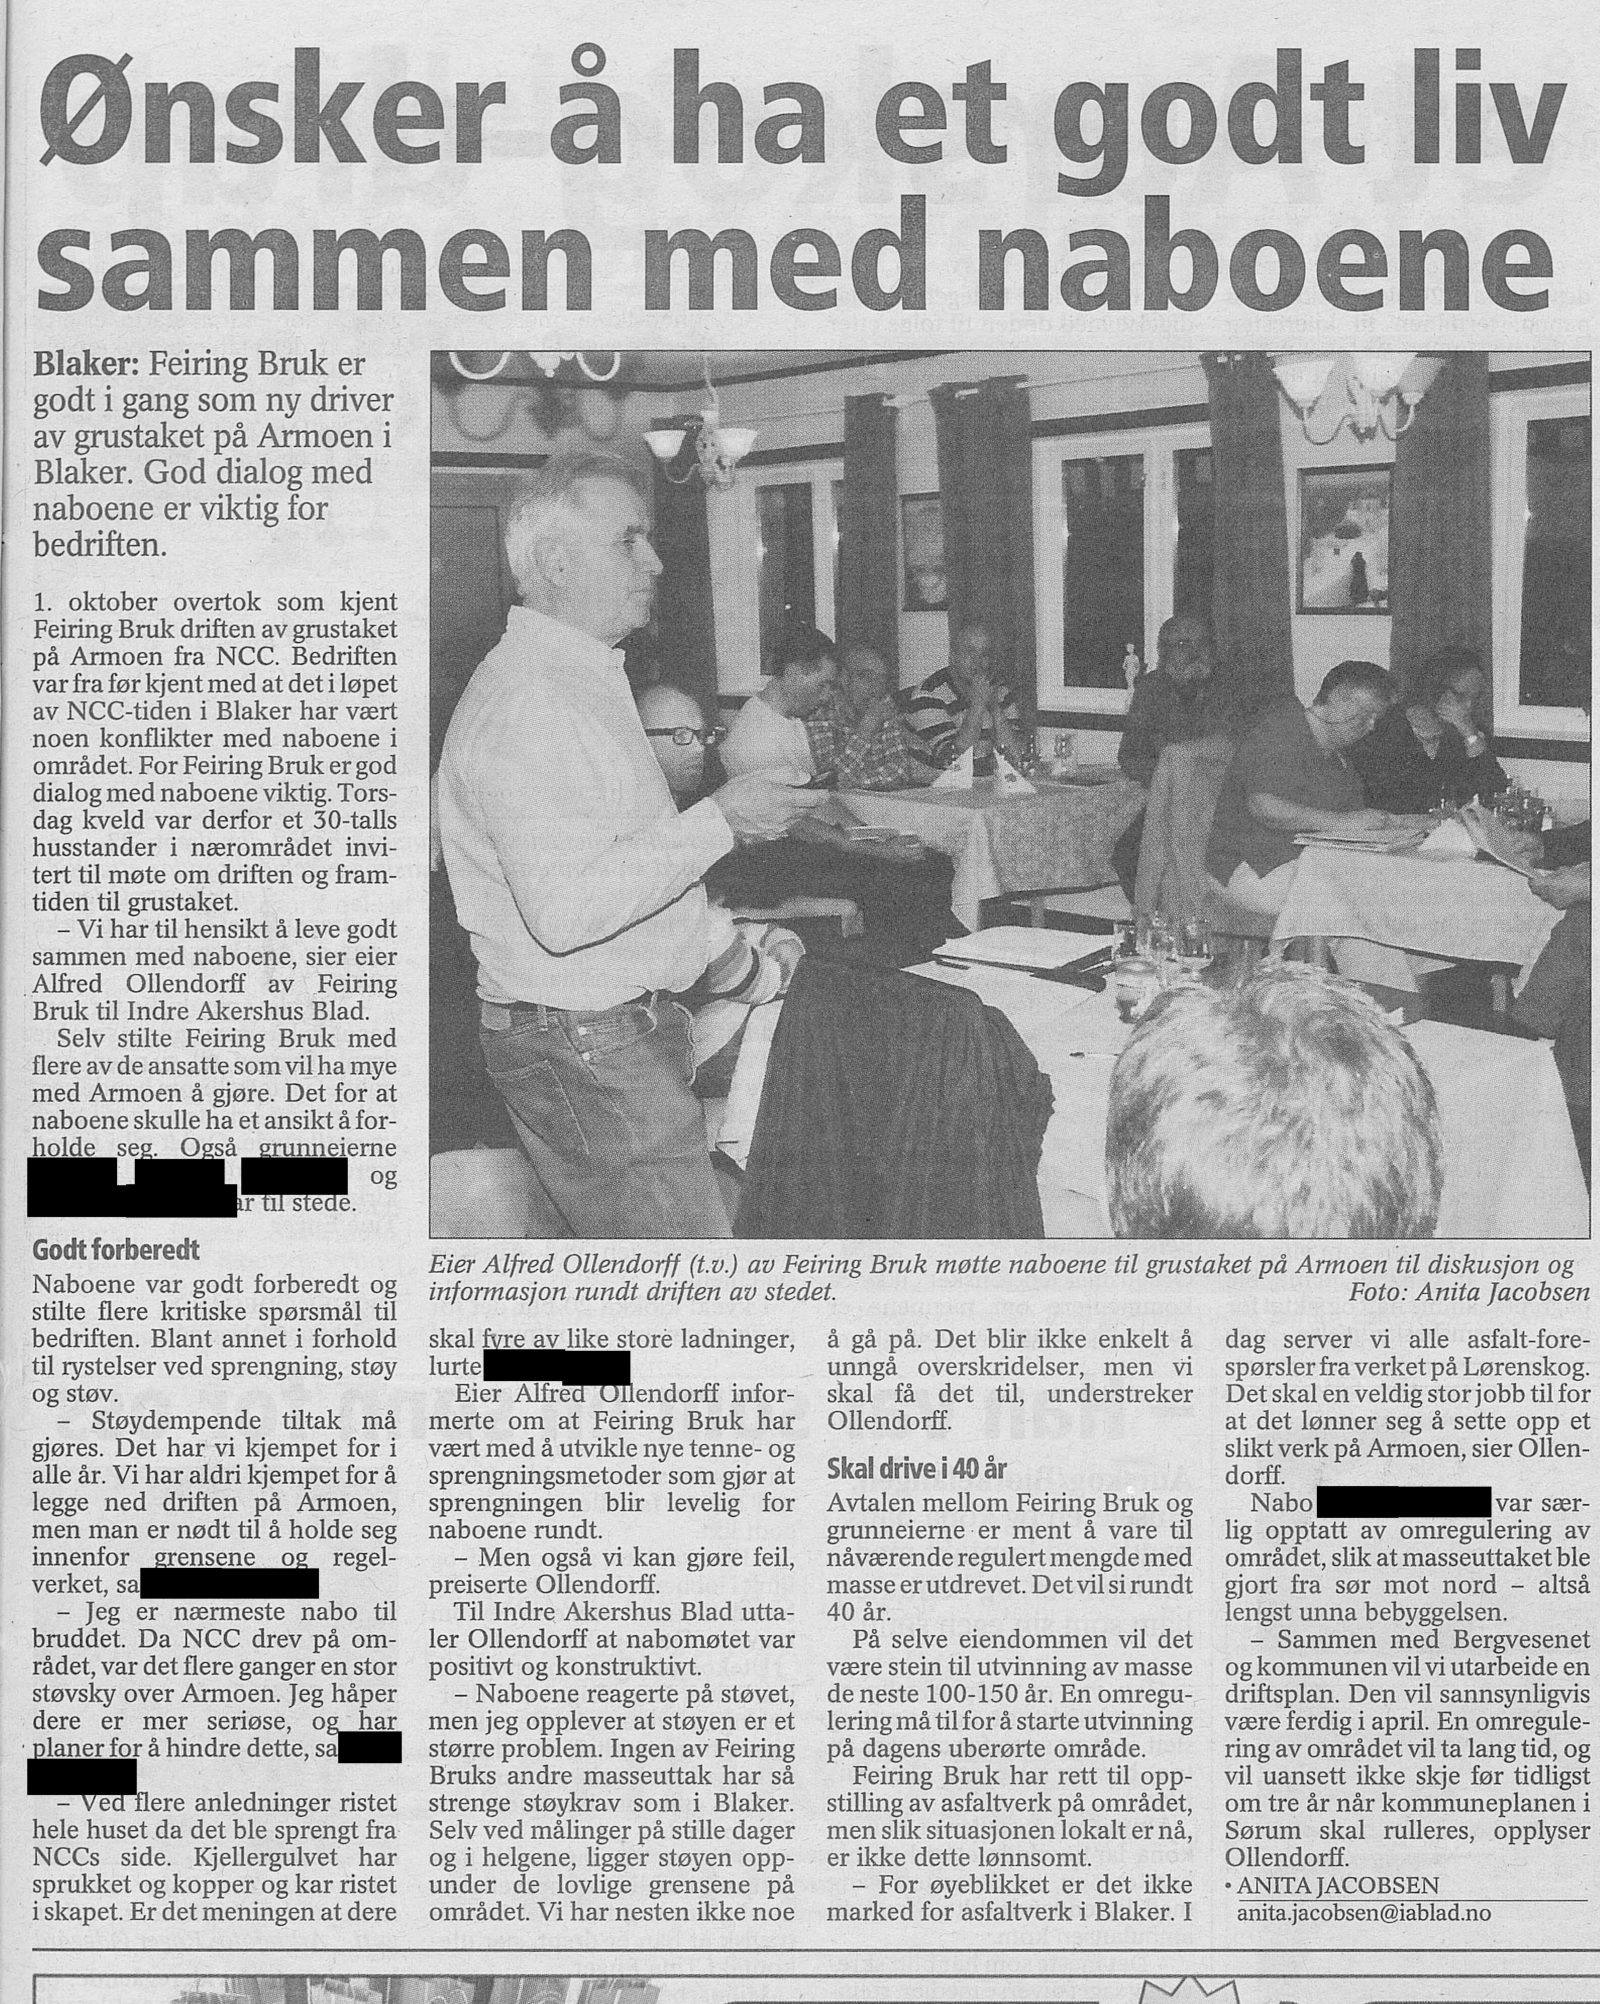 Ønsker å ha et godt liv
sammen med naboene
Blaker: Feiring Bruk er
godt i gang som ny driver
av grustaket på Armoen i
Blaker. God dialog med
naboene er viktig for
bedriften.
1. oktober overtok som kjent
Feiring Bruk driften av grustaket
på Armoen fra NCC. Bedriften
var fra før kjent med at det i løpet
av NCC-tiden i Blaker har vært
noen konflikter med naboene i
området. For Feiring Bruk er god
dialog med naboene viktig. Tors-
dag kveld var derfor et 30-talls
husstander i nærområdet invi-
tert til møte om driften og fram-
tiden til grustaket.
– Vi har til hensikt å leve godt
sammen med naboene, sier eier
Alfred Ollendorff av Feiring
Bruk til Indre Akershus Blad.
Selv stilte Feiring Bruk med
flere av de ansatte som vil ha mye
med Armoen å gjøre. Det for at
naboene skulle ha et ansikt å for-
holde seg. Også grunneierne
og
ar til stede.
Godt forberedt
Naboene var godt forberedt og
stilte flere kritiske spørsmål til
bedriften. Blant annet i forhold
til rystelser ved sprengning, støy
og støv.
– Støydempende tiltak må
gjøres. Det har vi kjempet for i
alle år. Vi har aldri kjempet for å
legge ned driften på Armoen,
men man er nødt til å holde seg
innenfor grensene og regel-
verket, sa
– Jeg er nærmeste nabo til
bruddet. Da NCC drev på om-
rådet, var det flere ganger en stor
støvsky over Armoen. Jeg håper
dere er mer seriøse, og har
planer for å hindre dette, sa
– Ved flere anledninger ristet
hele huset da det ble sprengt fra
NCCs side. Kjellergulvet har
sprukket og kopper og kar ristet
i skapet. Er det meningen at dere
Eier Alfred Ollendorff (t.v.) av Feiring Bruk møtte naboene til grustaket på Armoen til diskusjon og
informasjon rundt driften av stedet. Foto: Anita Jacobsen
skal fyre av like store ladninger,
lurte
Eier Alfred Ollendorff infor-
merte om at Feiring Bruk har
vært med å utvikle nye tenne- og
sprengningsmetoder som gjør at
sprengningen blir levelig for
naboene rundt.
– Men også vi kan gjøre feil,
preiserte Ollendorff.
Til Indre Akershus Blad utta-
ler Ollendorff at nabomøtet var
positivt og konstruktivt.
– Naboene reagerte på støvet,
men jeg opplever at støyen er et
større problem. Ingen av Feiring
Bruks andre masseuttak har så
strenge støykrav som i Blaker.
Selv ved målinger på stille dager
og i helgene, ligger støyen opp-
under de lovlige grensene på
området. Vi har nesten ikke noe
å gå på. Det blir ikke enkelt å
unngå overskridelser, men vi
skal få det til, understreker
Ollendorff.
Skal drive i 40 år
Avtalen mellom Feiring Bruk og
grunneierne er ment å vare til
nåværende regulert mengde med
masse er utdrevet. Det vil si rundt
40 år.
På selve eiendommen vil det
være stein til utvinning av masse
de neste 100-150 år. En omregu-
lering må til for å starte utvinning
på dagens uberørte område.
Feiring Bruk har rett til opp-
stilling av asfaltverk på området,
men slik situasjonen lokalt er nå,
er ikke dette lønnsomt.
– For øyeblikket er det ikke
marked for asfaltverk i Blaker. I
dag server vi alle asfalt-fore-
spørsler fra verket på Lørenskog.
Det skal en veldig stor jobb til for
at det lønner seg å sette opp et
slikt verk på Armoen, sier Ollen-
dorff.
Nabo var sær-
lig opptatt av omregulering av
området, slik at masseuttaket ble
gjort fra sør mot nord – altså
lengst unna bebyggelsen.
– Sammen med Bergvesenet
og kommunen vil vi utarbeide en
driftsplan. Den vil sannsynligvis
være ferdig i april. En omregule-
ring av området vil ta lang tid, og
vil uansett ikke skje før tidligst
om tre år når kommuneplanen i
Sørum skal rulleres, opplyser
Ollendorff.
• ANITA JACOBSEN
anita.jacobsen@iablad.no